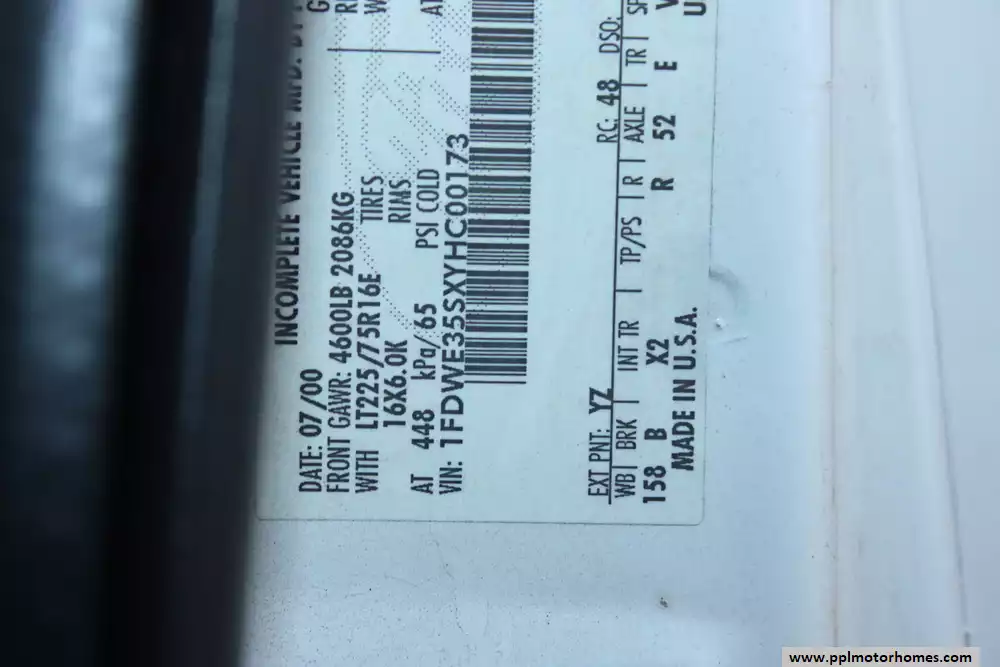 INCOMPLETE VEHICLE MFD. BY
DATE: 07/00
FRONT GAWR: 4600LB 2086KG
WITH LT225/75R16E TIRES
16X6.0K RIMS
AT 448 kPa/65 PSI COLD AT
VIN: 1FDWE35SXYHC00173
EXT PNT: YZ RC: 48 DSO:
WB BRK INT TR TP/PS R AXLE TR
158 B X2 R 52 E
MADE IN U.S.A.
www.pplmotorhomes.com